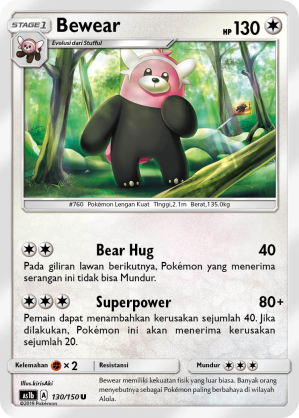 STAGE 1
Bewear
HP 130
Evolusi dari Stufful
#760 Pokémon Lengan Kuat Tinggi,2.1m Berat,135.0kg
Bear Hug 40
Pada giliran lawan berikutnya, Pokémon yang menerima
serangan ini tidak bisa Mundur.
Superpower 80+
Pemain dapat menambahkan kerusakan sejumlah 40. Jika
dilakukan, Pokémon ini akan menerima kerusakan
sejumlah 20.
Kelemahan × 2 Resistansi Mundur
Illus.kirisAki
as1b A 130/150 U
©2019 Pokémon
Bewear memiliki kekuatan fisik yang luar biasa. Banyak orang
menyebutnya sebagai Pokémon paling berbahaya di wilayah
Alola.